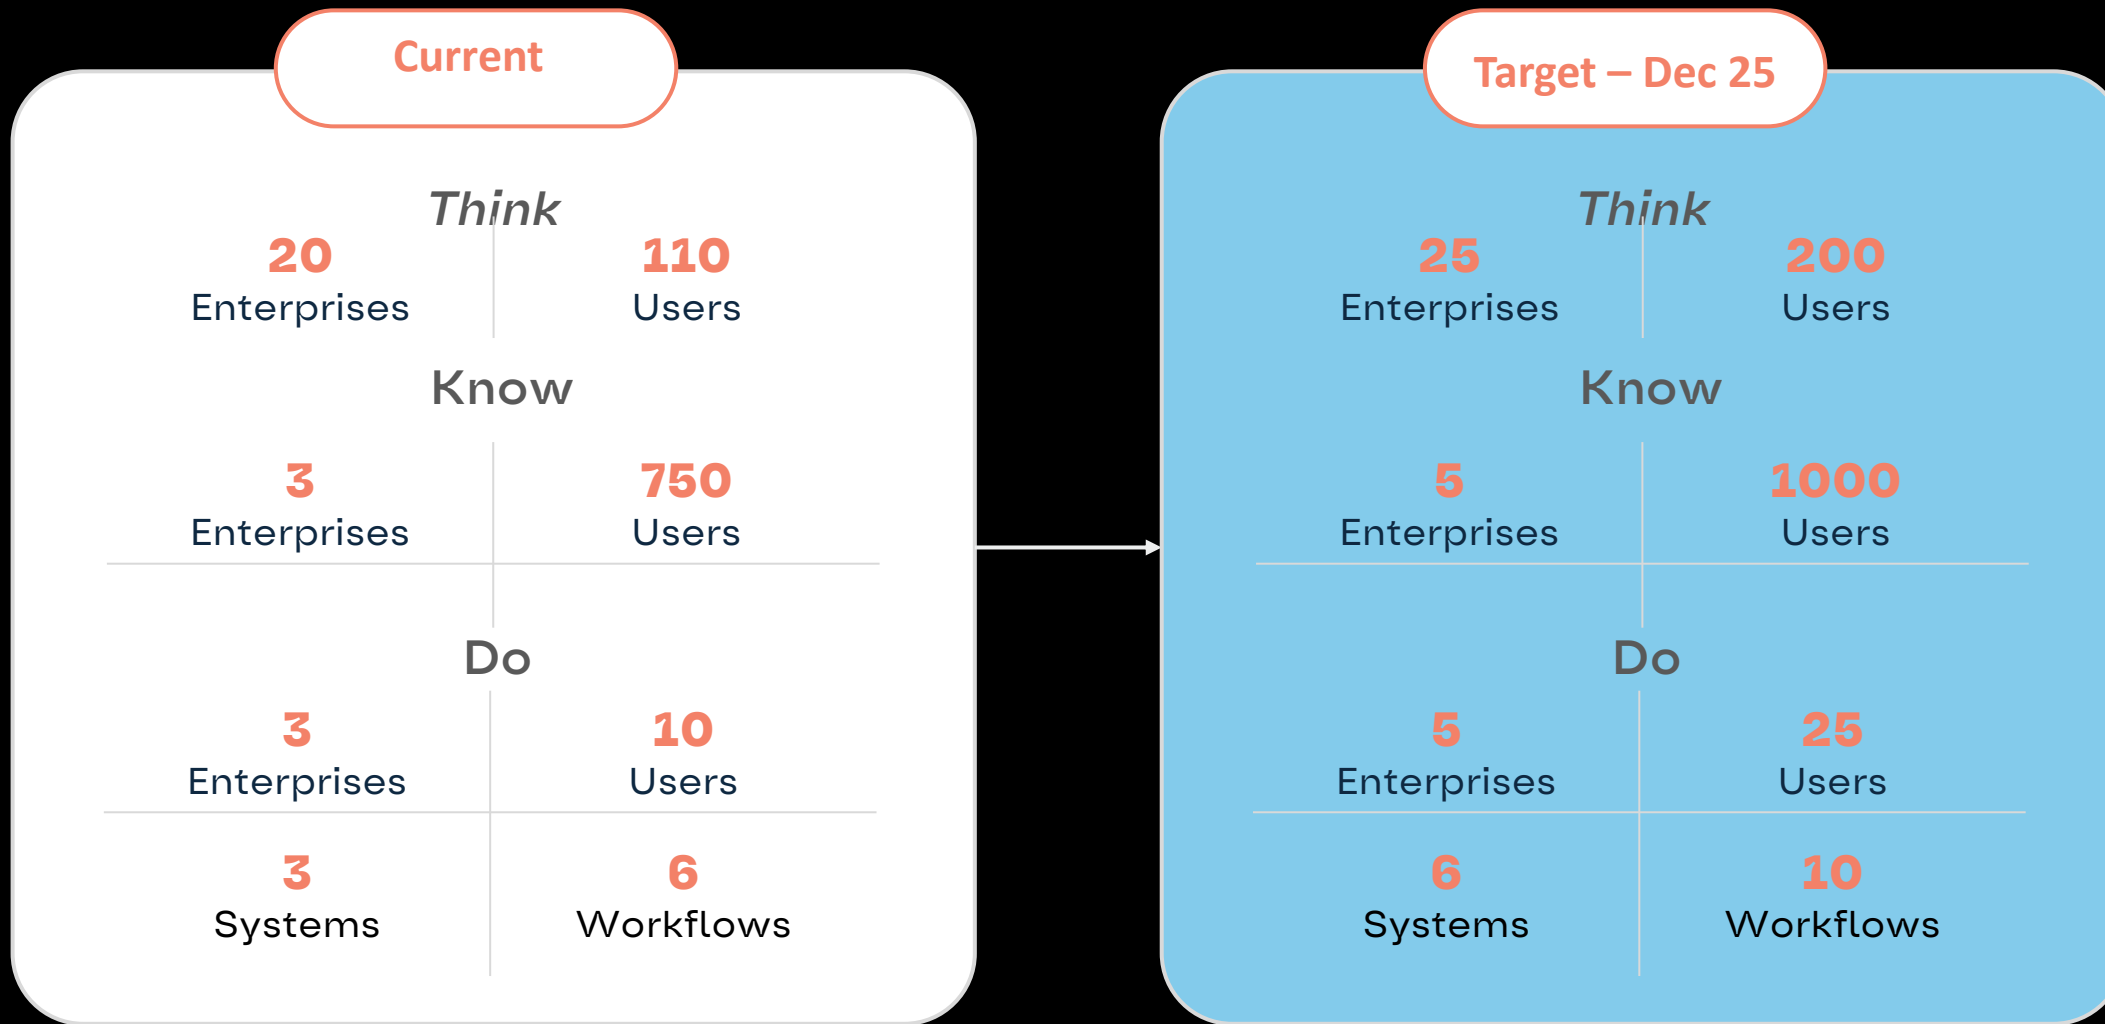 Current
Think
20 110
Enterprises Users
Know
3 750
Enterprises Users
Do
3 10
Enterprises Users
3 6
Systems Workflows
Target – Dec 25
Think
25 200
Enterprises Users
Know
5 1000
Enterprises Users
Do
5 25
Enterprises Users
6 10
Systems Workflows